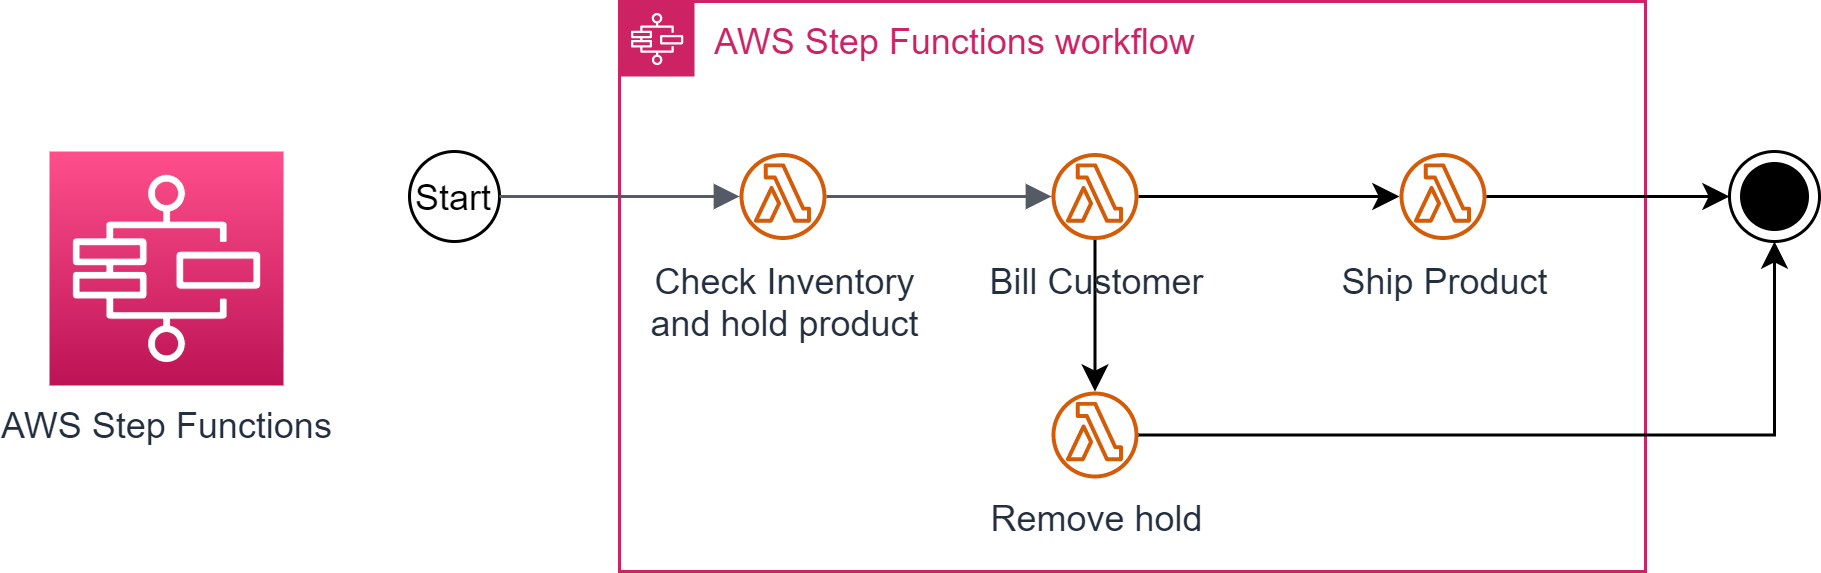 AWS Step Functions workflow
Start
Check Inventory
and hold product
Bill Customer
Ship Product
AWS Step Functions
Remove hold